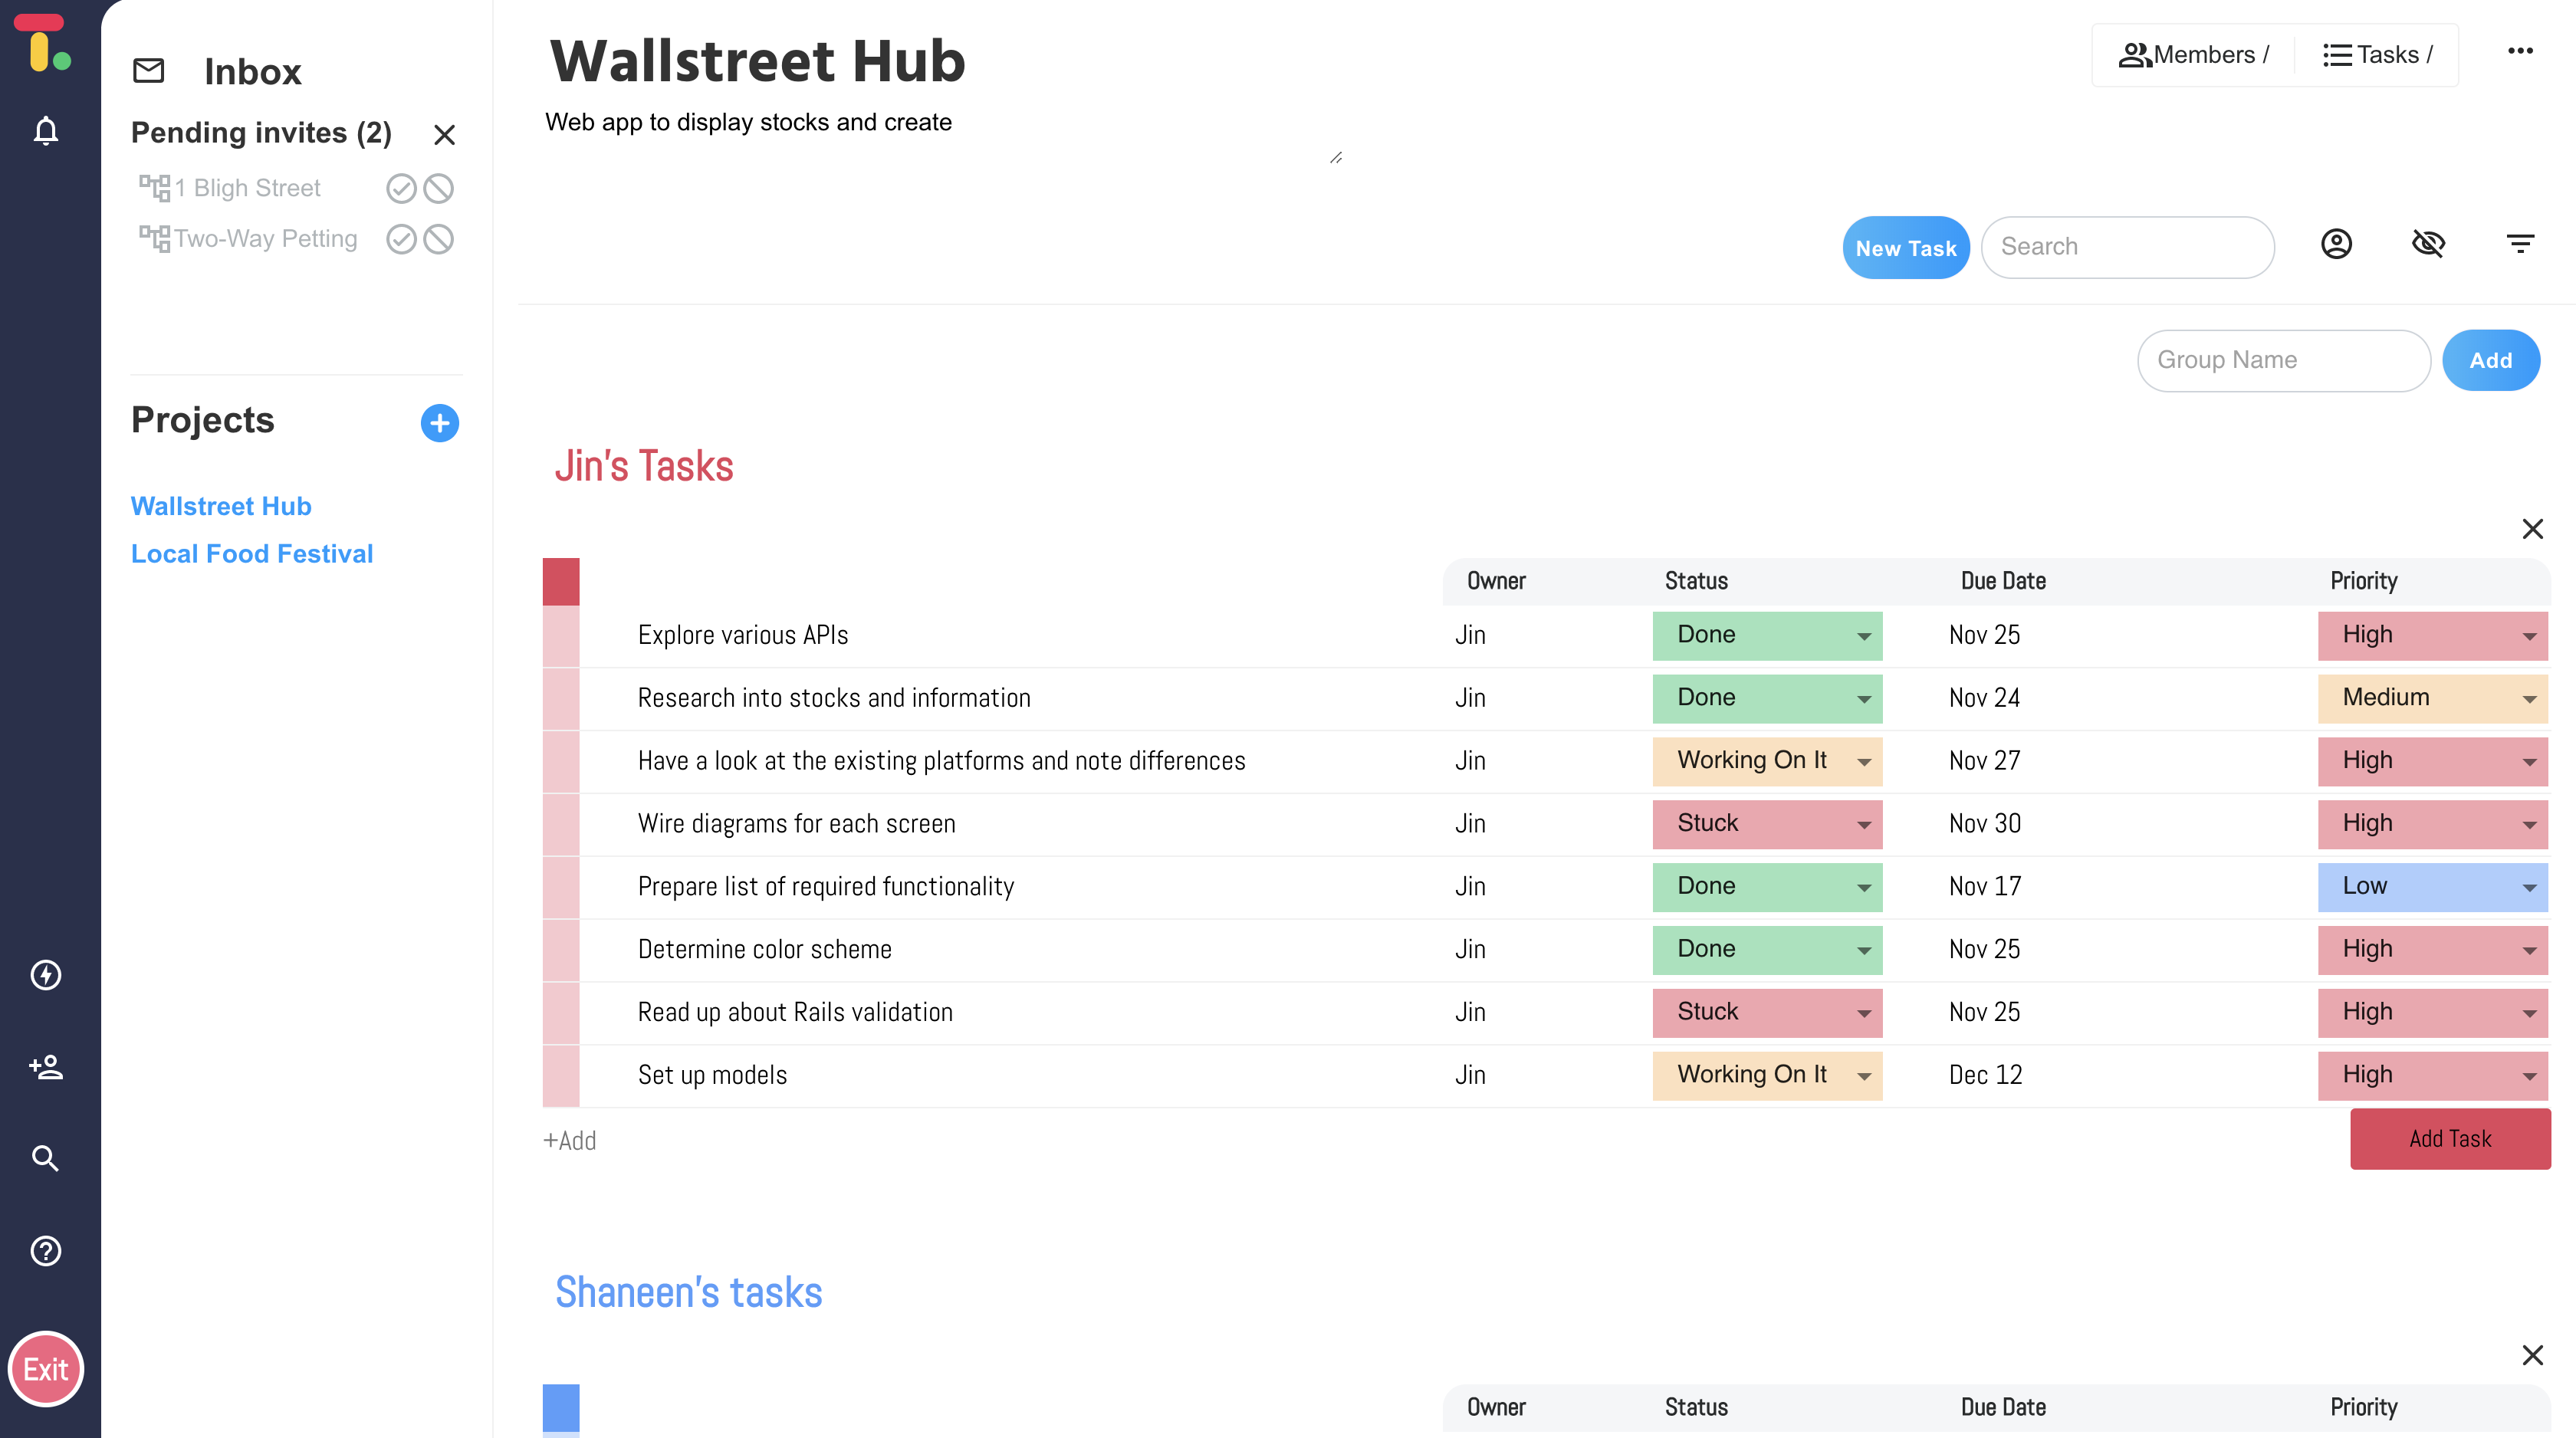 Inbox
Pending invites (2)
1 Bligh Street
Two-Way Petting
Projects
Wallstreet Hub
Local Food Festival
Exit
Wallstreet Hub
Members /
Tasks /
Web app to display stocks and create
New Task
Search
Group Name
Add
Jin's Tasks
Owner Status Due Date Priority
Explore various APIs Jin Done Nov 25 High
Research into stocks and information Jin Done Nov 24 Medium
Have a look at the existing platforms and note differences Jin Working On It Nov 27 High
Wire diagrams for each screen Jin Stuck Nov 30 High
Prepare list of required functionality Jin Done Nov 17 Low
Determine color scheme Jin Done Nov 25 High
Read up about Rails validation Jin Stuck Nov 25 High
Set up models Jin Working On It Dec 12 High
+Add
Add Task
Shaneen's tasks
Owner Status Due Date Priority